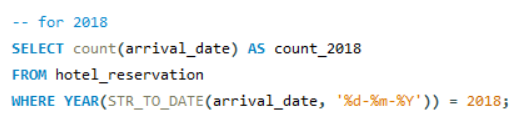 -- for 2018
SELECT count(arrival_date) AS count_2018
FROM hotel_reservation
WHERE YEAR(STR_TO_DATE(arrival_date, '%d-%m-%Y')) = 2018;